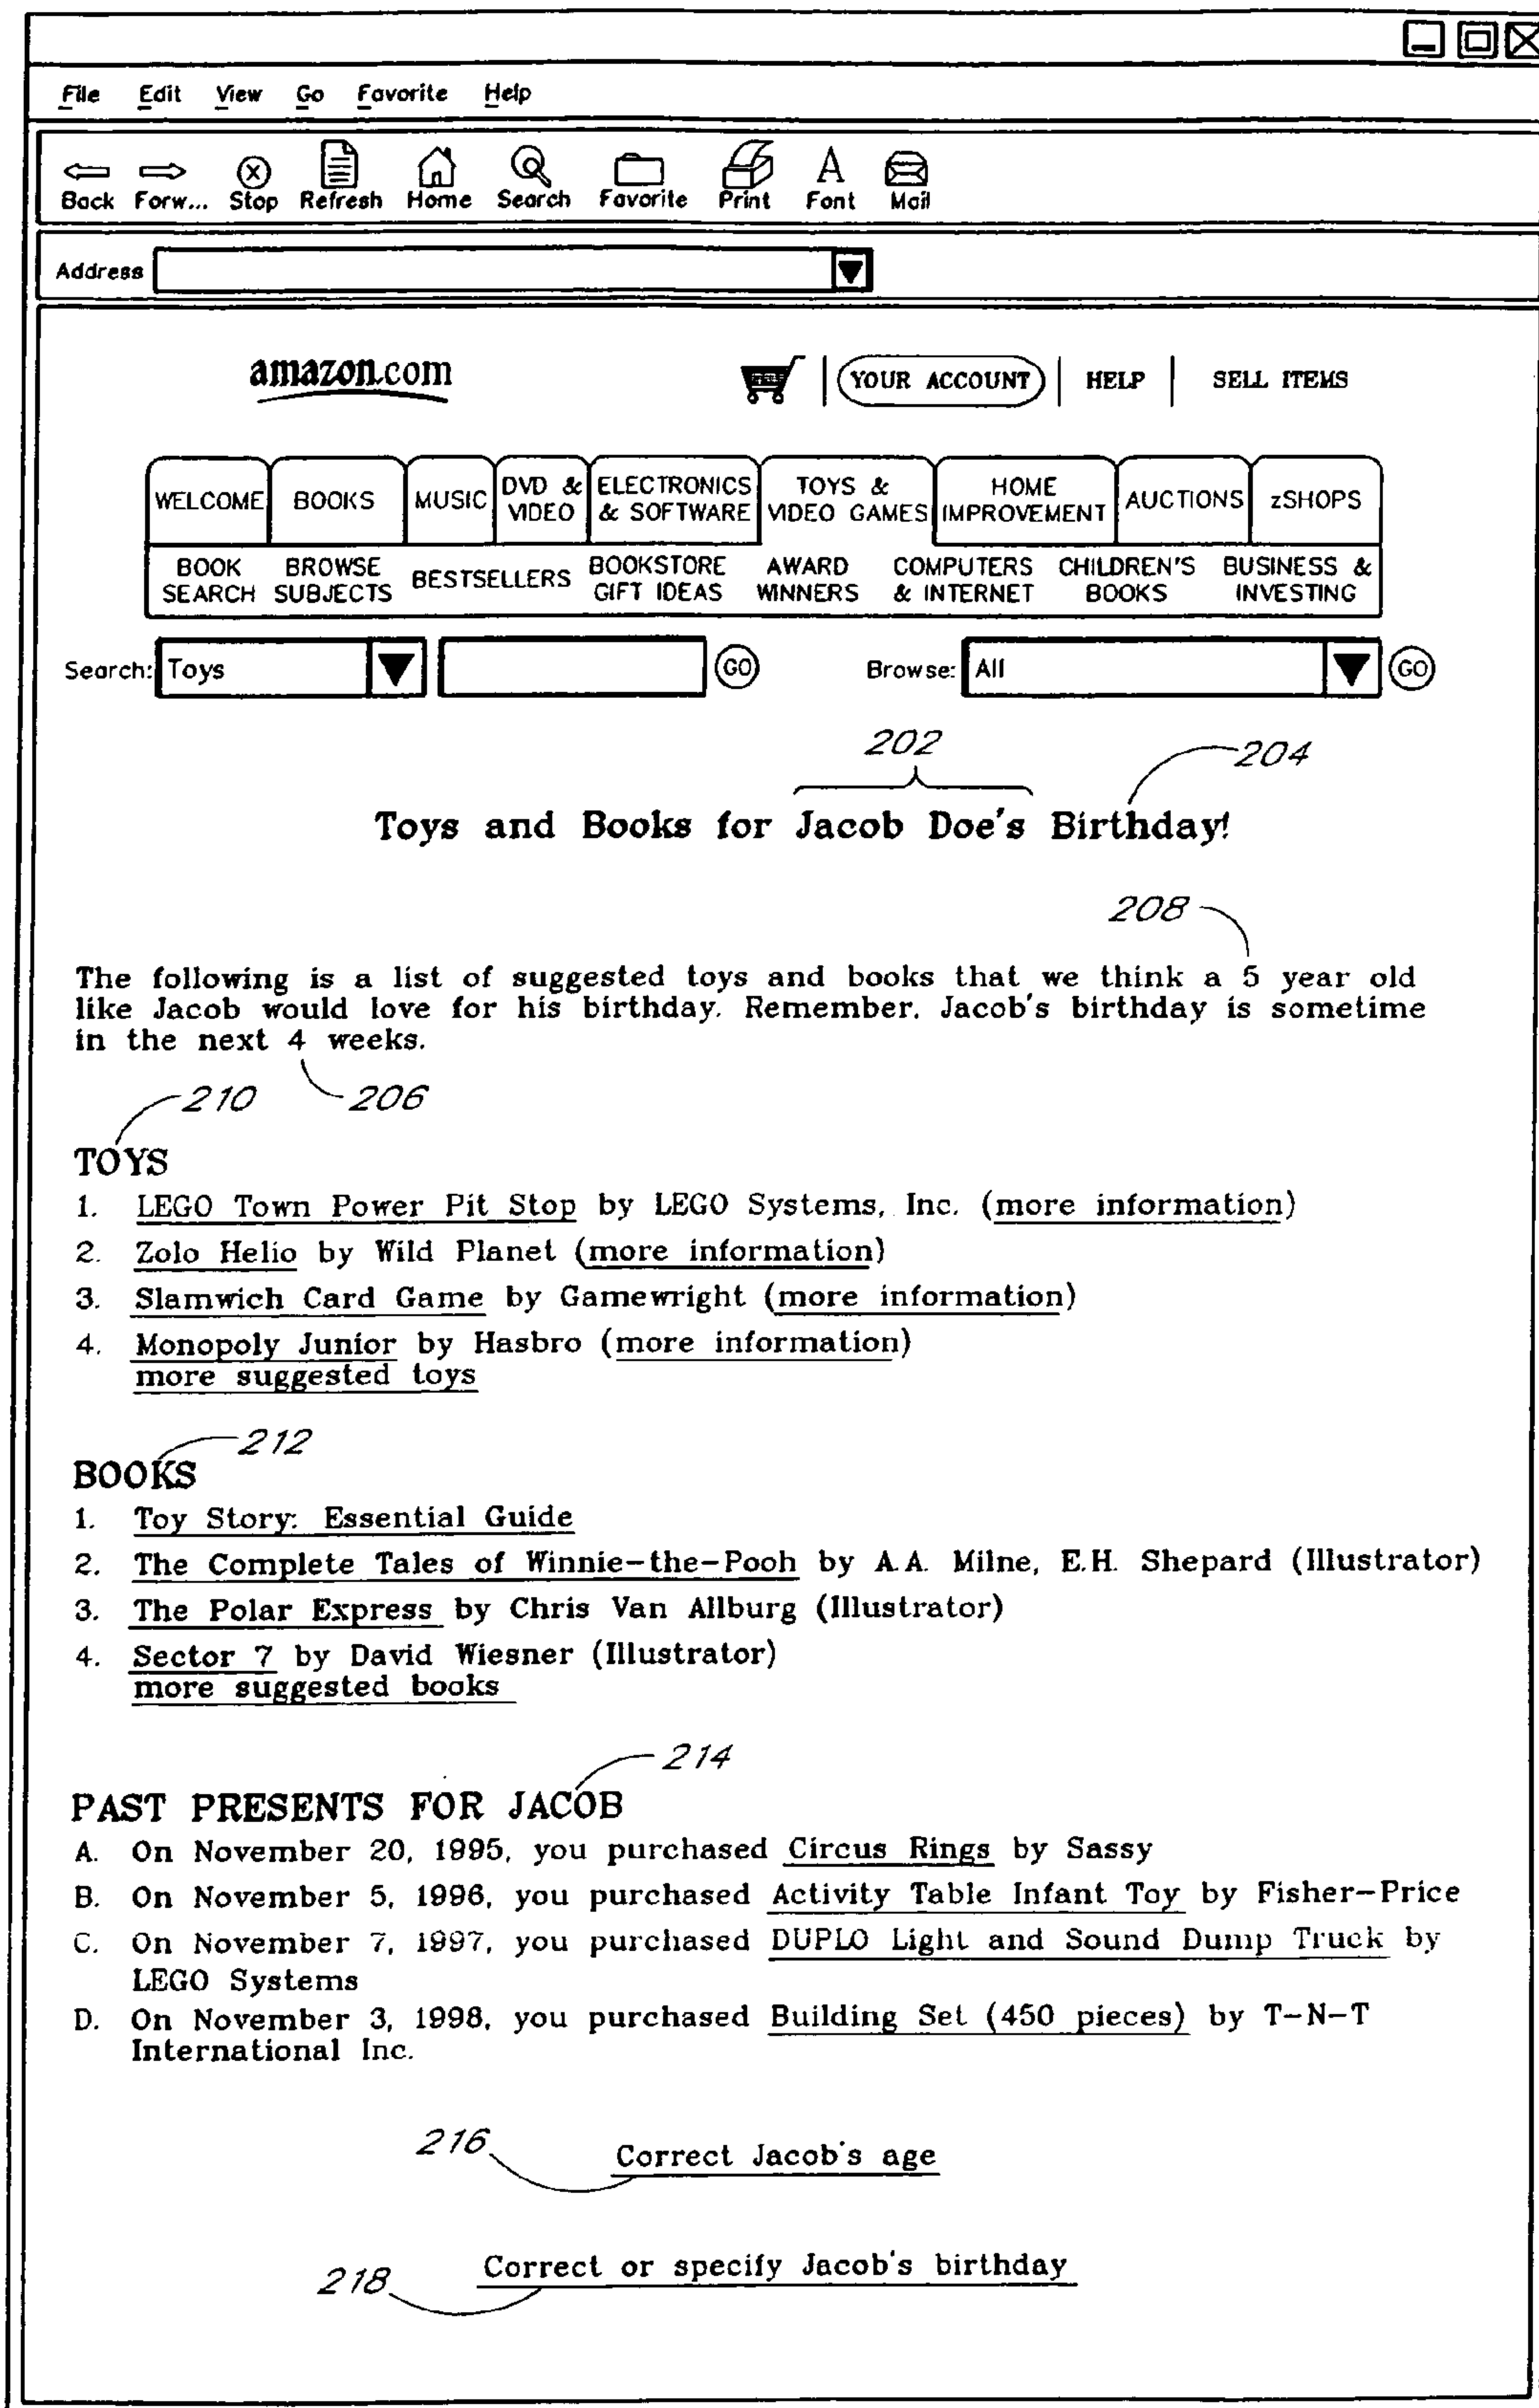 File Edit View Go Favorite Help
Back Forw... Stop Refresh Home Search Favorite Print Font Mail
Address
amazon.com YOUR ACCOUNT HELP SELL ITEMS
WELCOME BOOKS MUSIC DVD & VIDEO ELECTRONICS & SOFTWARE TOYS & VIDEO GAMES HOME IMPROVEMENT AUCTIONS zSHOPS
BOOK SEARCH BROWSE SUBJECTS BESTSELLERS BOOKSTORE GIFT IDEAS AWARD WINNERS COMPUTERS & INTERNET CHILDREN'S BOOKS BUSINESS & INVESTING
Search: Toys GO Browse: All GO
202 204
Toys and Books for Jacob Doe's Birthday!
208
The following is a list of suggested toys and books that we think a 5 year old
like Jacob would love for his birthday. Remember. Jacob's birthday is sometime
in the next 4 weeks.
210 206
TOYS
1. LEGO Town Power Pit Stop by LEGO Systems, Inc. (more information)
2. Zolo Helio by Wild Planet (more information)
3. Slamwich Card Game by Gamewright (more information)
4. Monopoly Junior by Hasbro (more information)
more suggested toys
212
BOOKS
1. Toy Story: Essential Guide
2. The Complete Tales of Winnie-the-Pooh by A.A. Milne, E.H. Shepard (Illustrator)
3. The Polar Express by Chris Van Allburg (Illustrator)
4. Sector 7 by David Wiesner (Illustrator)
more suggested books
214
PAST PRESENTS FOR JACOB
A. On November 20, 1995, you purchased Circus Rings by Sassy
B. On November 5, 1996, you purchased Activity Table Infant Toy by Fisher-Price
C. On November 7, 1997, you purchased DUPLO Light and Sound Dump Truck by
LEGO Systems
D. On November 3, 1998, you purchased Building Set (450 pieces) by T-N-T
International Inc.
216 Correct Jacob's age
218 Correct or specify Jacob's birthday